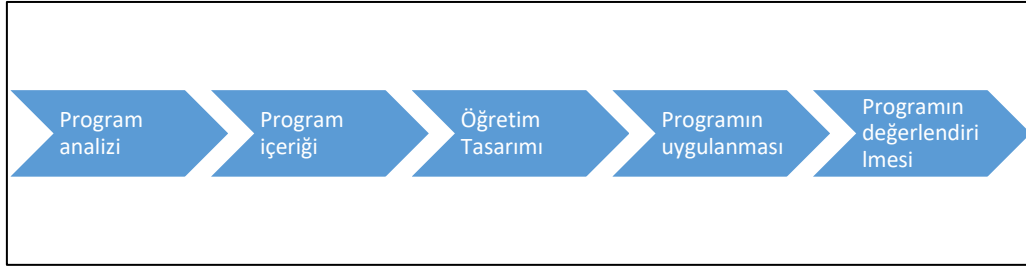 Program
analizi
Program
içeriği
Öğretim
Tasarımı
Programın
uygulanması
Programın
değerlendiri
lmesi